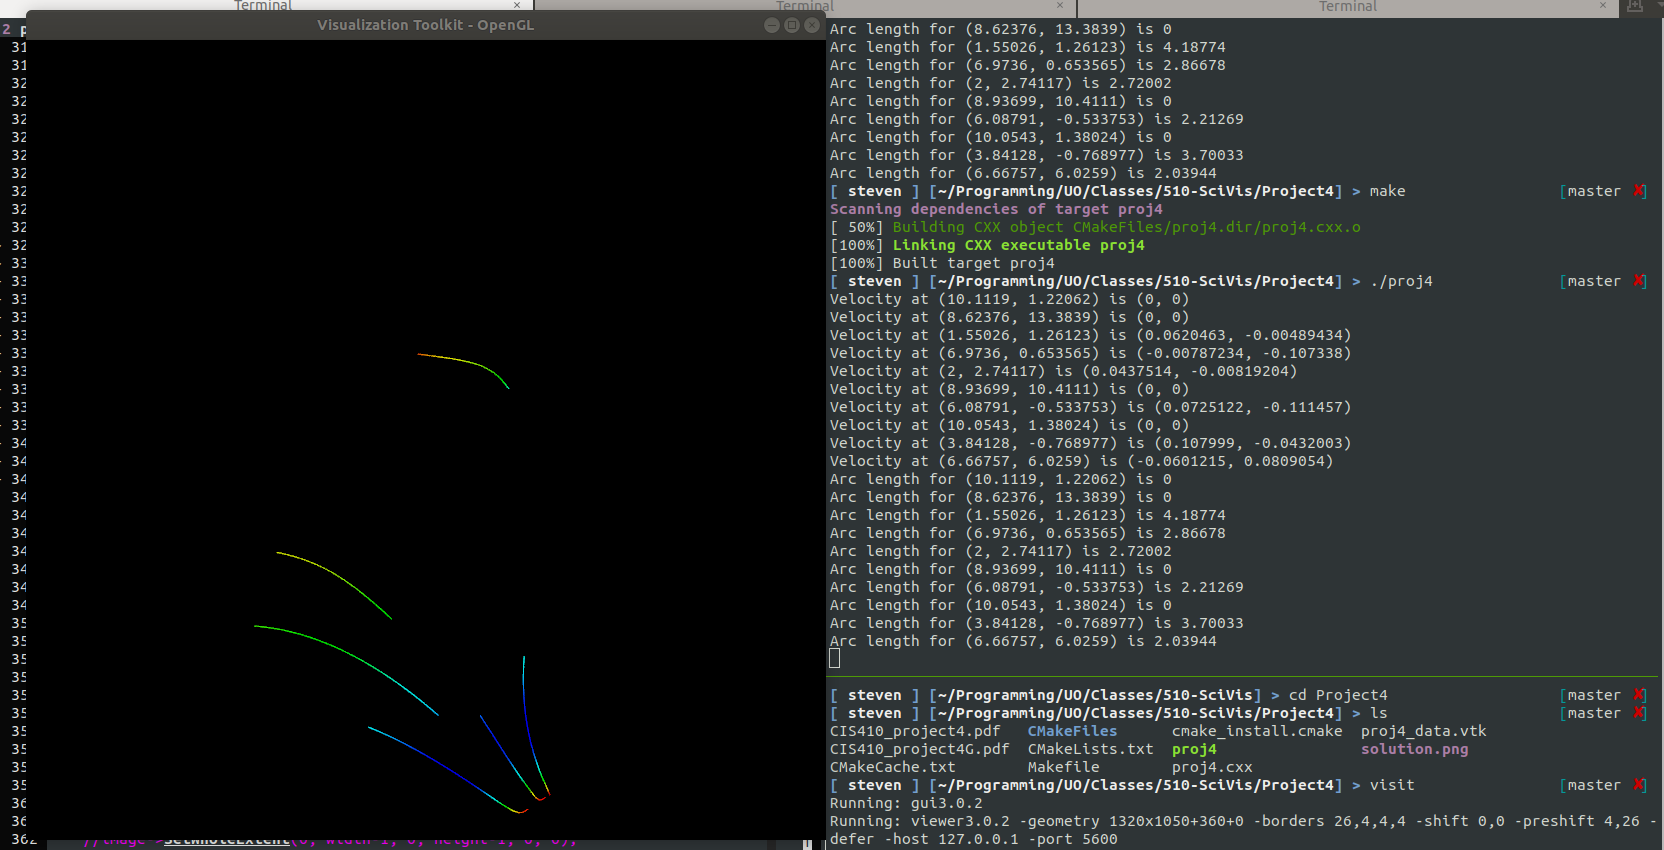 Terminal × Terminal × Terminal ×
Visualization Toolkit - OpenGL
2 p
31
31
32
32
32
32
32
32
32
32
32
32
33
33
33
33
33
33
33
33
33
34
34
34
34
34
34
34
34
35
35
35
35
35
35
35
35
35
36
36
362 //image->SetWholeExtent(0, width-1, 0, height-1, 0, 0);
Arc length for (8.62376, 13.3839) is 0
Arc length for (1.55026, 1.26123) is 4.18774
Arc length for (6.9736, 0.653565) is 2.86678
Arc length for (2, 2.74117) is 2.72002
Arc length for (8.93699, 10.4111) is 0
Arc length for (6.08791, -0.533753) is 2.21269
Arc length for (10.0543, 1.38024) is 0
Arc length for (3.84128, -0.768977) is 3.70033
Arc length for (6.66757, 6.0259) is 2.03944
[ steven ] [~/Programming/UO/Classes/510-SciVis/Project4] > make [master ✘]
Scanning dependencies of target proj4
[ 50%] Building CXX object CMakeFiles/proj4.dir/proj4.cxx.o
[100%] Linking CXX executable proj4
[100%] Built target proj4
[ steven ] [~/Programming/UO/Classes/510-SciVis/Project4] > ./proj4 [master ✘]
Velocity at (10.1119, 1.22062) is (0, 0)
Velocity at (8.62376, 13.3839) is (0, 0)
Velocity at (1.55026, 1.26123) is (0.0620463, -0.00489434)
Velocity at (6.9736, 0.653565) is (-0.00787234, -0.107338)
Velocity at (2, 2.74117) is (0.0437514, -0.00819204)
Velocity at (8.93699, 10.4111) is (0, 0)
Velocity at (6.08791, -0.533753) is (0.0725122, -0.111457)
Velocity at (10.0543, 1.38024) is (0, 0)
Velocity at (3.84128, -0.768977) is (0.107999, -0.0432003)
Velocity at (6.66757, 6.0259) is (-0.0601215, 0.0809054)
Arc length for (10.1119, 1.22062) is 0
Arc length for (8.62376, 13.3839) is 0
Arc length for (1.55026, 1.26123) is 4.18774
Arc length for (6.9736, 0.653565) is 2.86678
Arc length for (2, 2.74117) is 2.72002
Arc length for (8.93699, 10.4111) is 0
Arc length for (6.08791, -0.533753) is 2.21269
Arc length for (10.0543, 1.38024) is 0
Arc length for (3.84128, -0.768977) is 3.70033
Arc length for (6.66757, 6.0259) is 2.03944
[ steven ] [~/Programming/UO/Classes/510-SciVis] > cd Project4 [master ✘]
[ steven ] [~/Programming/UO/Classes/510-SciVis/Project4] > ls [master ✘]
CIS410_project4.pdf CMakeFiles cmake_install.cmake proj4_data.vtk
CIS410_project4G.pdf CMakeLists.txt proj4 solution.png
CMakeCache.txt Makefile proj4.cxx
[ steven ] [~/Programming/UO/Classes/510-SciVis/Project4] > visit [master ✘]
Running: gui3.0.2
Running: viewer3.0.2 -geometry 1320x1050+360+0 -borders 26,4,4,4 -shift 0,0 -preshift 4,26 -
defer -host 127.0.0.1 -port 5600